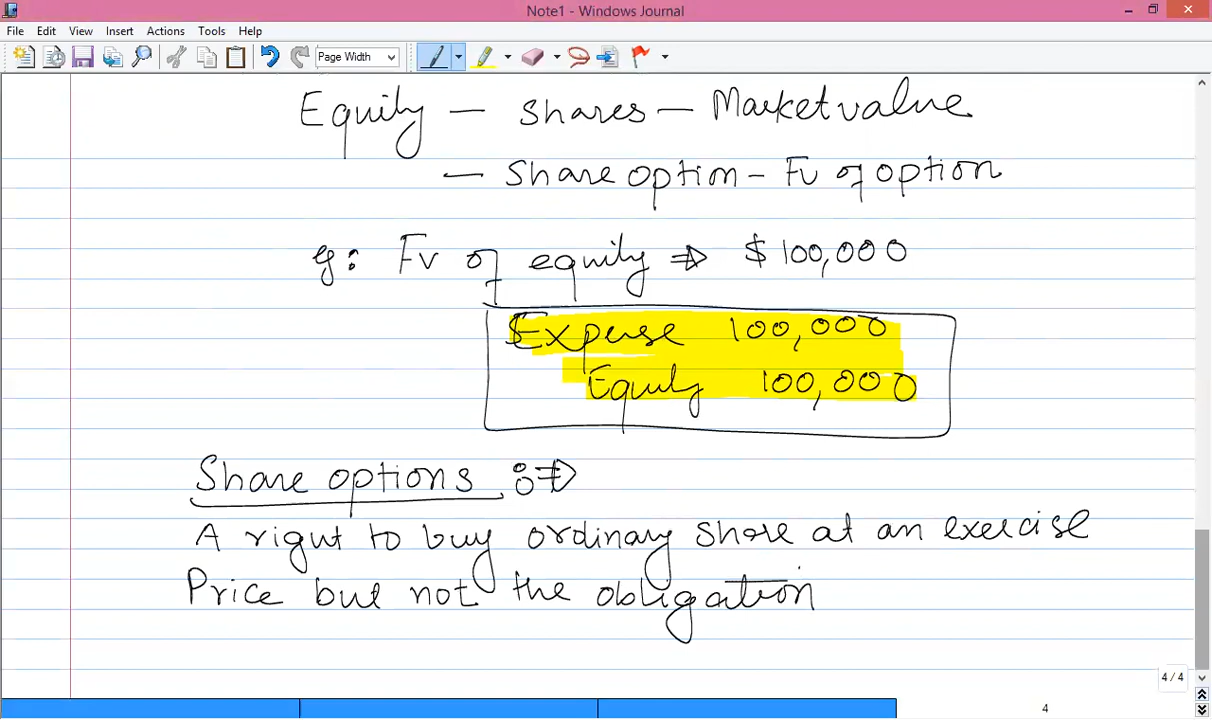 Note1 - Windows Journal
File Edit View Insert Actions Tools Help
Page Width
Equity — Shares — Market value
— Share option - Fv of option
eg: Fv of equity ⇒ $ 100,000
$Expense 100,000
Equity 100,000
Share options :⇒
A right to buy ordinary share at an exercise
Price but not the obligation
4 / 4
4